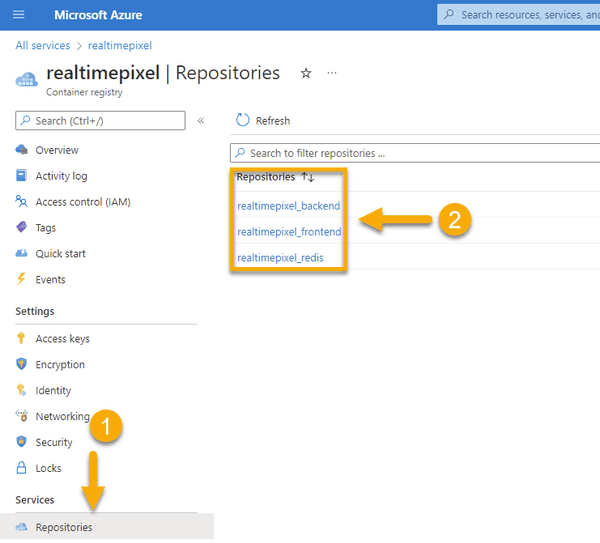 Microsoft Azure
Search resources, services, and
All services > realtimepixel
realtimepixel | Repositories
Container registry
Search (Ctrl+/)
«
Overview
Activity log
Access control (IAM)
Tags
Quick start
Events
Settings
Access keys
Encryption
Identity
Networking
Security
Locks
Services
Repositories
1
Refresh
Search to filter repositories ...
Repositories ↑↓
realtimepixel_backend
realtimepixel_frontend
realtimepixel_redis
2